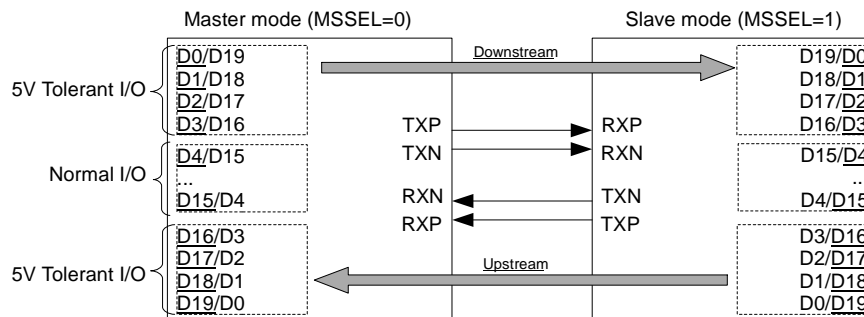 Master mode (MSSEL=0)
Slave mode (MSSEL=1)
5V Tolerant I/O
D0/D19
D1/D18
D2/D17
D3/D16
Normal I/O
D4/D15
...
D15/D4
5V Tolerant I/O
D16/D3
D17/D2
D18/D1
D19/D0
Downstream
TXP
TXN
RXN
RXP
RXP
RXN
TXN
TXP
Upstream
D19/D0
D18/D1
D17/D2
D16/D3
D15/D4
..
D4/D15
D3/D16
D2/D17
D1/D18
D0/D19